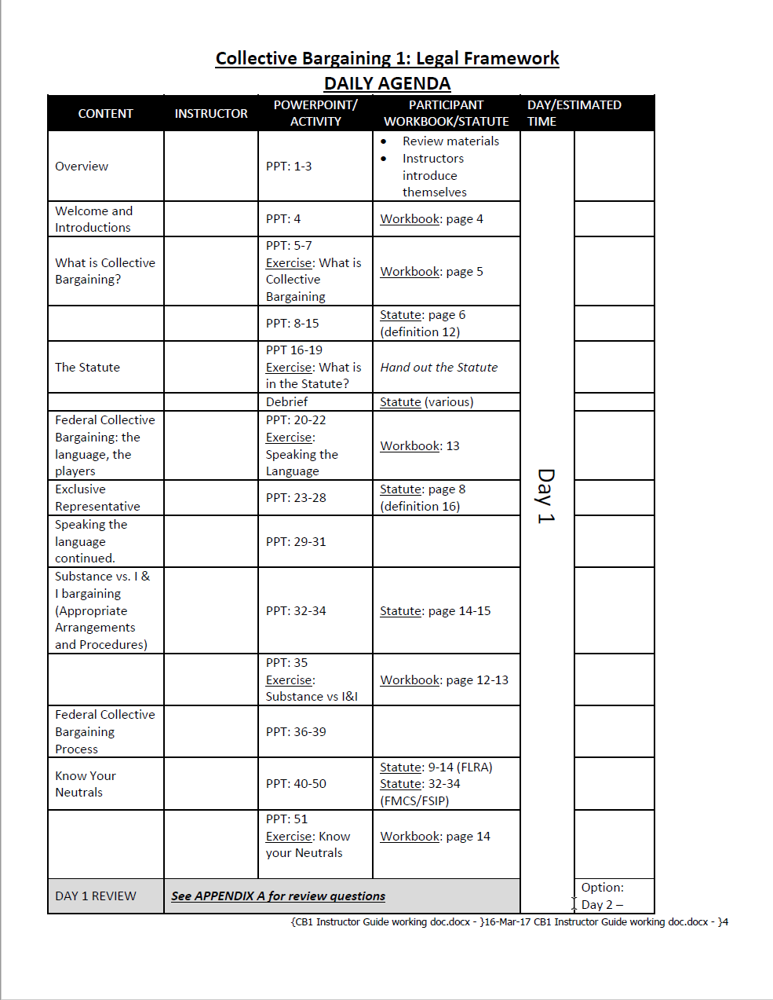 Collective Bargaining 1: Legal Framework
DAILY AGENDA
CONTENT
INSTRUCTOR
POWERPOINT/
ACTIVITY
PARTICIPANT
WORKBOOK/STATUTE
DAY/ESTIMATED
TIME
Overview
PPT: 1-3
• Review materials
• Instructors
introduce
themselves
Welcome and
Introductions
PPT: 4
Workbook: page 4
What is Collective
Bargaining?
PPT: 5-7
Exercise: What is
Collective
Bargaining
Workbook: page 5
PPT: 8-15
Statute: page 6
(definition 12)
The Statute
PPT 16-19
Exercise: What is
in the Statute?
Hand out the Statute
Debrief
Statute (various)
Federal Collective
Bargaining: the
language, the
players
PPT: 20-22
Exercise:
Speaking the
Language
Workbook: 13
Exclusive
Representative
PPT: 23-28
Statute: page 8
(definition 16)
Speaking the
language
continued.
PPT: 29-31
Substance vs. I &
I bargaining
(Appropriate
Arrangements
and Procedures)
PPT: 32-34
Statute: page 14-15
PPT: 35
Exercise:
Substance vs I&I
Workbook: page 12-13
Federal Collective
Bargaining
Process
PPT: 36-39
Know Your
Neutrals
PPT: 40-50
Statute: 9-14 (FLRA)
Statute: 32-34
(FMCS/FSIP)
PPT: 51
Exercise: Know
your Neutrals
Workbook: page 14
Day 1
DAY 1 REVIEW
See APPENDIX A for review questions
Option:
Day 2 –
{CB1 Instructor Guide working doc.docx - }16-Mar-17 CB1 Instructor Guide working doc.docx - }4